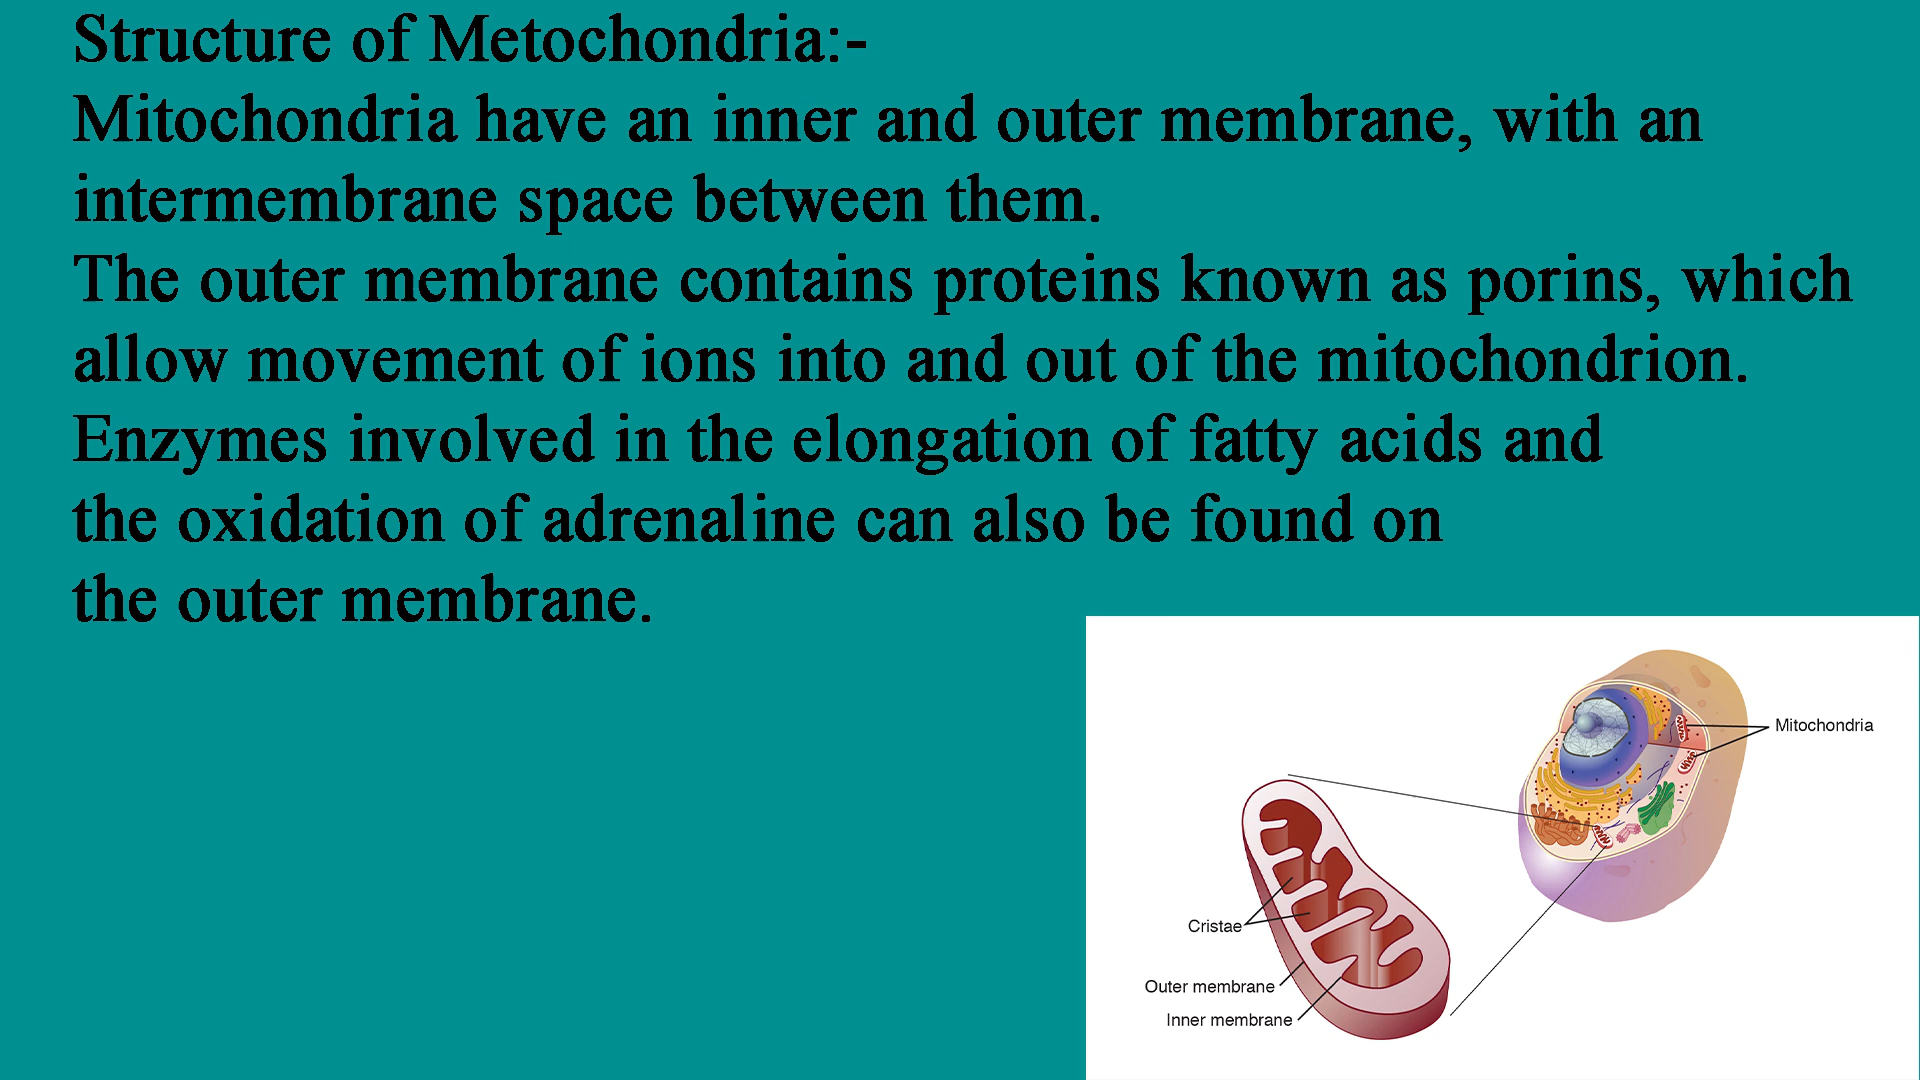 Structure of Metochondria:-
Mitochondria have an inner and outer membrane, with an
intermembrane space between them.
The outer membrane contains proteins known as porins, which
allow movement of ions into and out of the mitochondrion.
Enzymes involved in the elongation of fatty acids and
the oxidation of adrenaline can also be found on
the outer membrane.
Mitochondria
Cristae
Outer membrane
Inner membrane